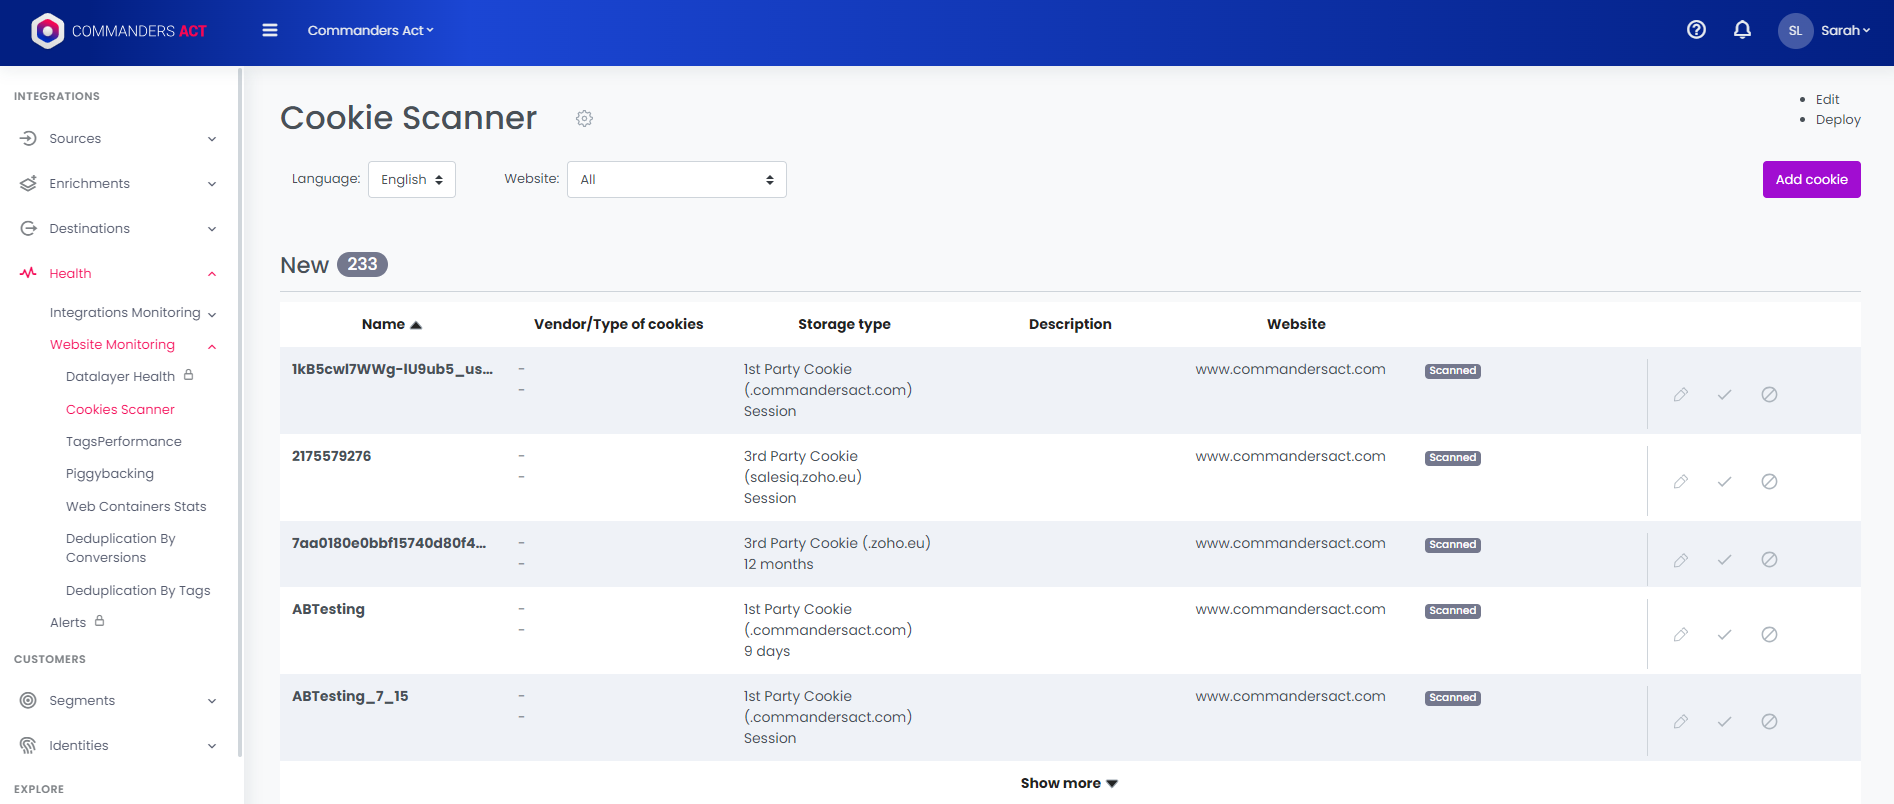 COMMANDERS ACT
Commander​s Act
SL
Sarah
INTEGRATIONS
Sources
Enrichments
Destinations
Health
Integrations Monitoring
Website Monitoring
Datalayer Health
Cookies Scanner
TagsPerformance
Piggybacking
Web Containers Stats
Deduplication By
Conversions
Deduplication By Tags
Alerts
CUSTOMERS
Segments
Identities
EXPLORE
Cookie Scanner
Edit
Deploy
Language: English Website: All
Add cookie
New 233
Name Vendor/Type of cookies Storage type Description Website
1kB5cwl7WWg-lU9ub5_us... - 1st Party Cookie www.commandersact.com Scanned
- (.commandersact.com)
Session
2175579276 - 3rd Party Cookie www.commandersact.com Scanned
- (salesiq.zoho.eu)
Session
7aa0180e0bbf15740d80f4... - 3rd Party Cookie (.zoho.eu) www.commandersact.com Scanned
- 12 months
ABTesting - 1st Party Cookie www.commandersact.com Scanned
- (.commandersact.com)
9 days
ABTesting_7_15 - 1st Party Cookie www.commandersact.com Scanned
- (.commandersact.com)
Session
Show more